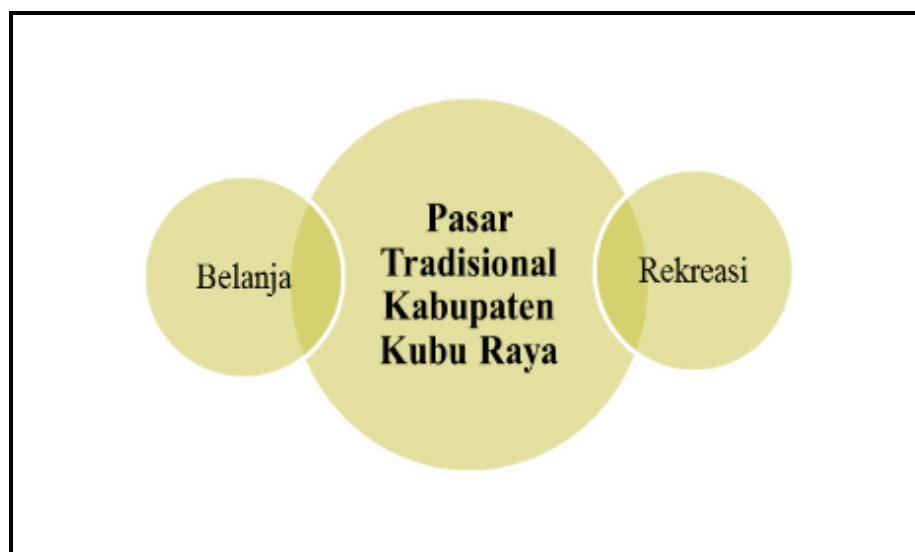 Belanja
Pasar
Tradisional
Kabupaten
Kubu Raya
Rekreasi